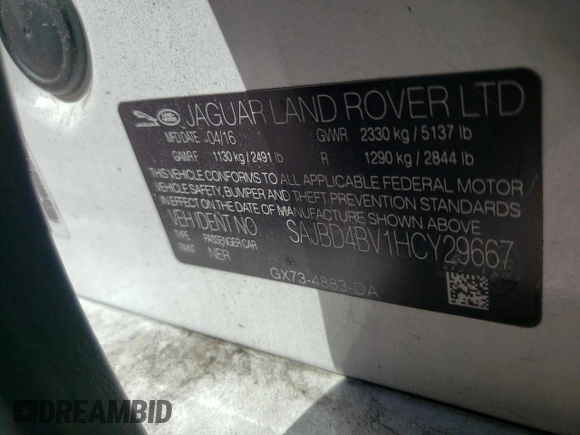 JAGUAR LAND ROVER LTD
MFD DATE 04/16 GVWR 2330 kg / 5137 lb
GAWR F 1130 kg / 2491 lb R 1290 kg / 2844 lb
THIS VEHICLE CONFORMS TO ALL APPLICABLE FEDERAL MOTOR
VEHICLE SAFETY, BUMPER AND THEFT PREVENTION STANDARDS
IN EFFECT ON THE DATE OF MANUFACTURE SHOWN ABOVE
VEH IDENT NO SAJBD4BV1HCY29667
TYPE PASSENGER CAR
PAINT NER
GX73-4883-DA
DREAMBID